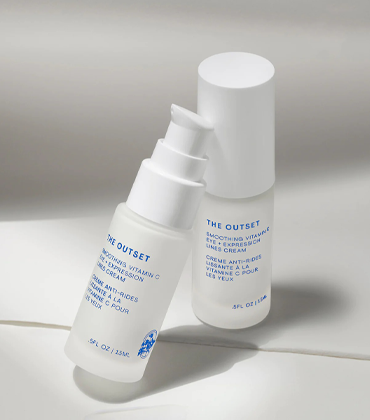 THE OUTSET
SMOOTHING VITAMIN C
EYE + EXPRESSION
LINES CREAM
CRÈME ANTI-RIDES
LISSANTE À LA
VITAMINE C POUR
LES YEUX
.5FL OZ / 15ML
THE OUTSET
SMOOTHING VITAMIN C
EYE + EXPRESSION
LINES CREAM
CRÈME ANTI-RIDES
LISSANTE À LA
VITAMINE C POUR
LES YEUX
.5FL OZ / 15ML